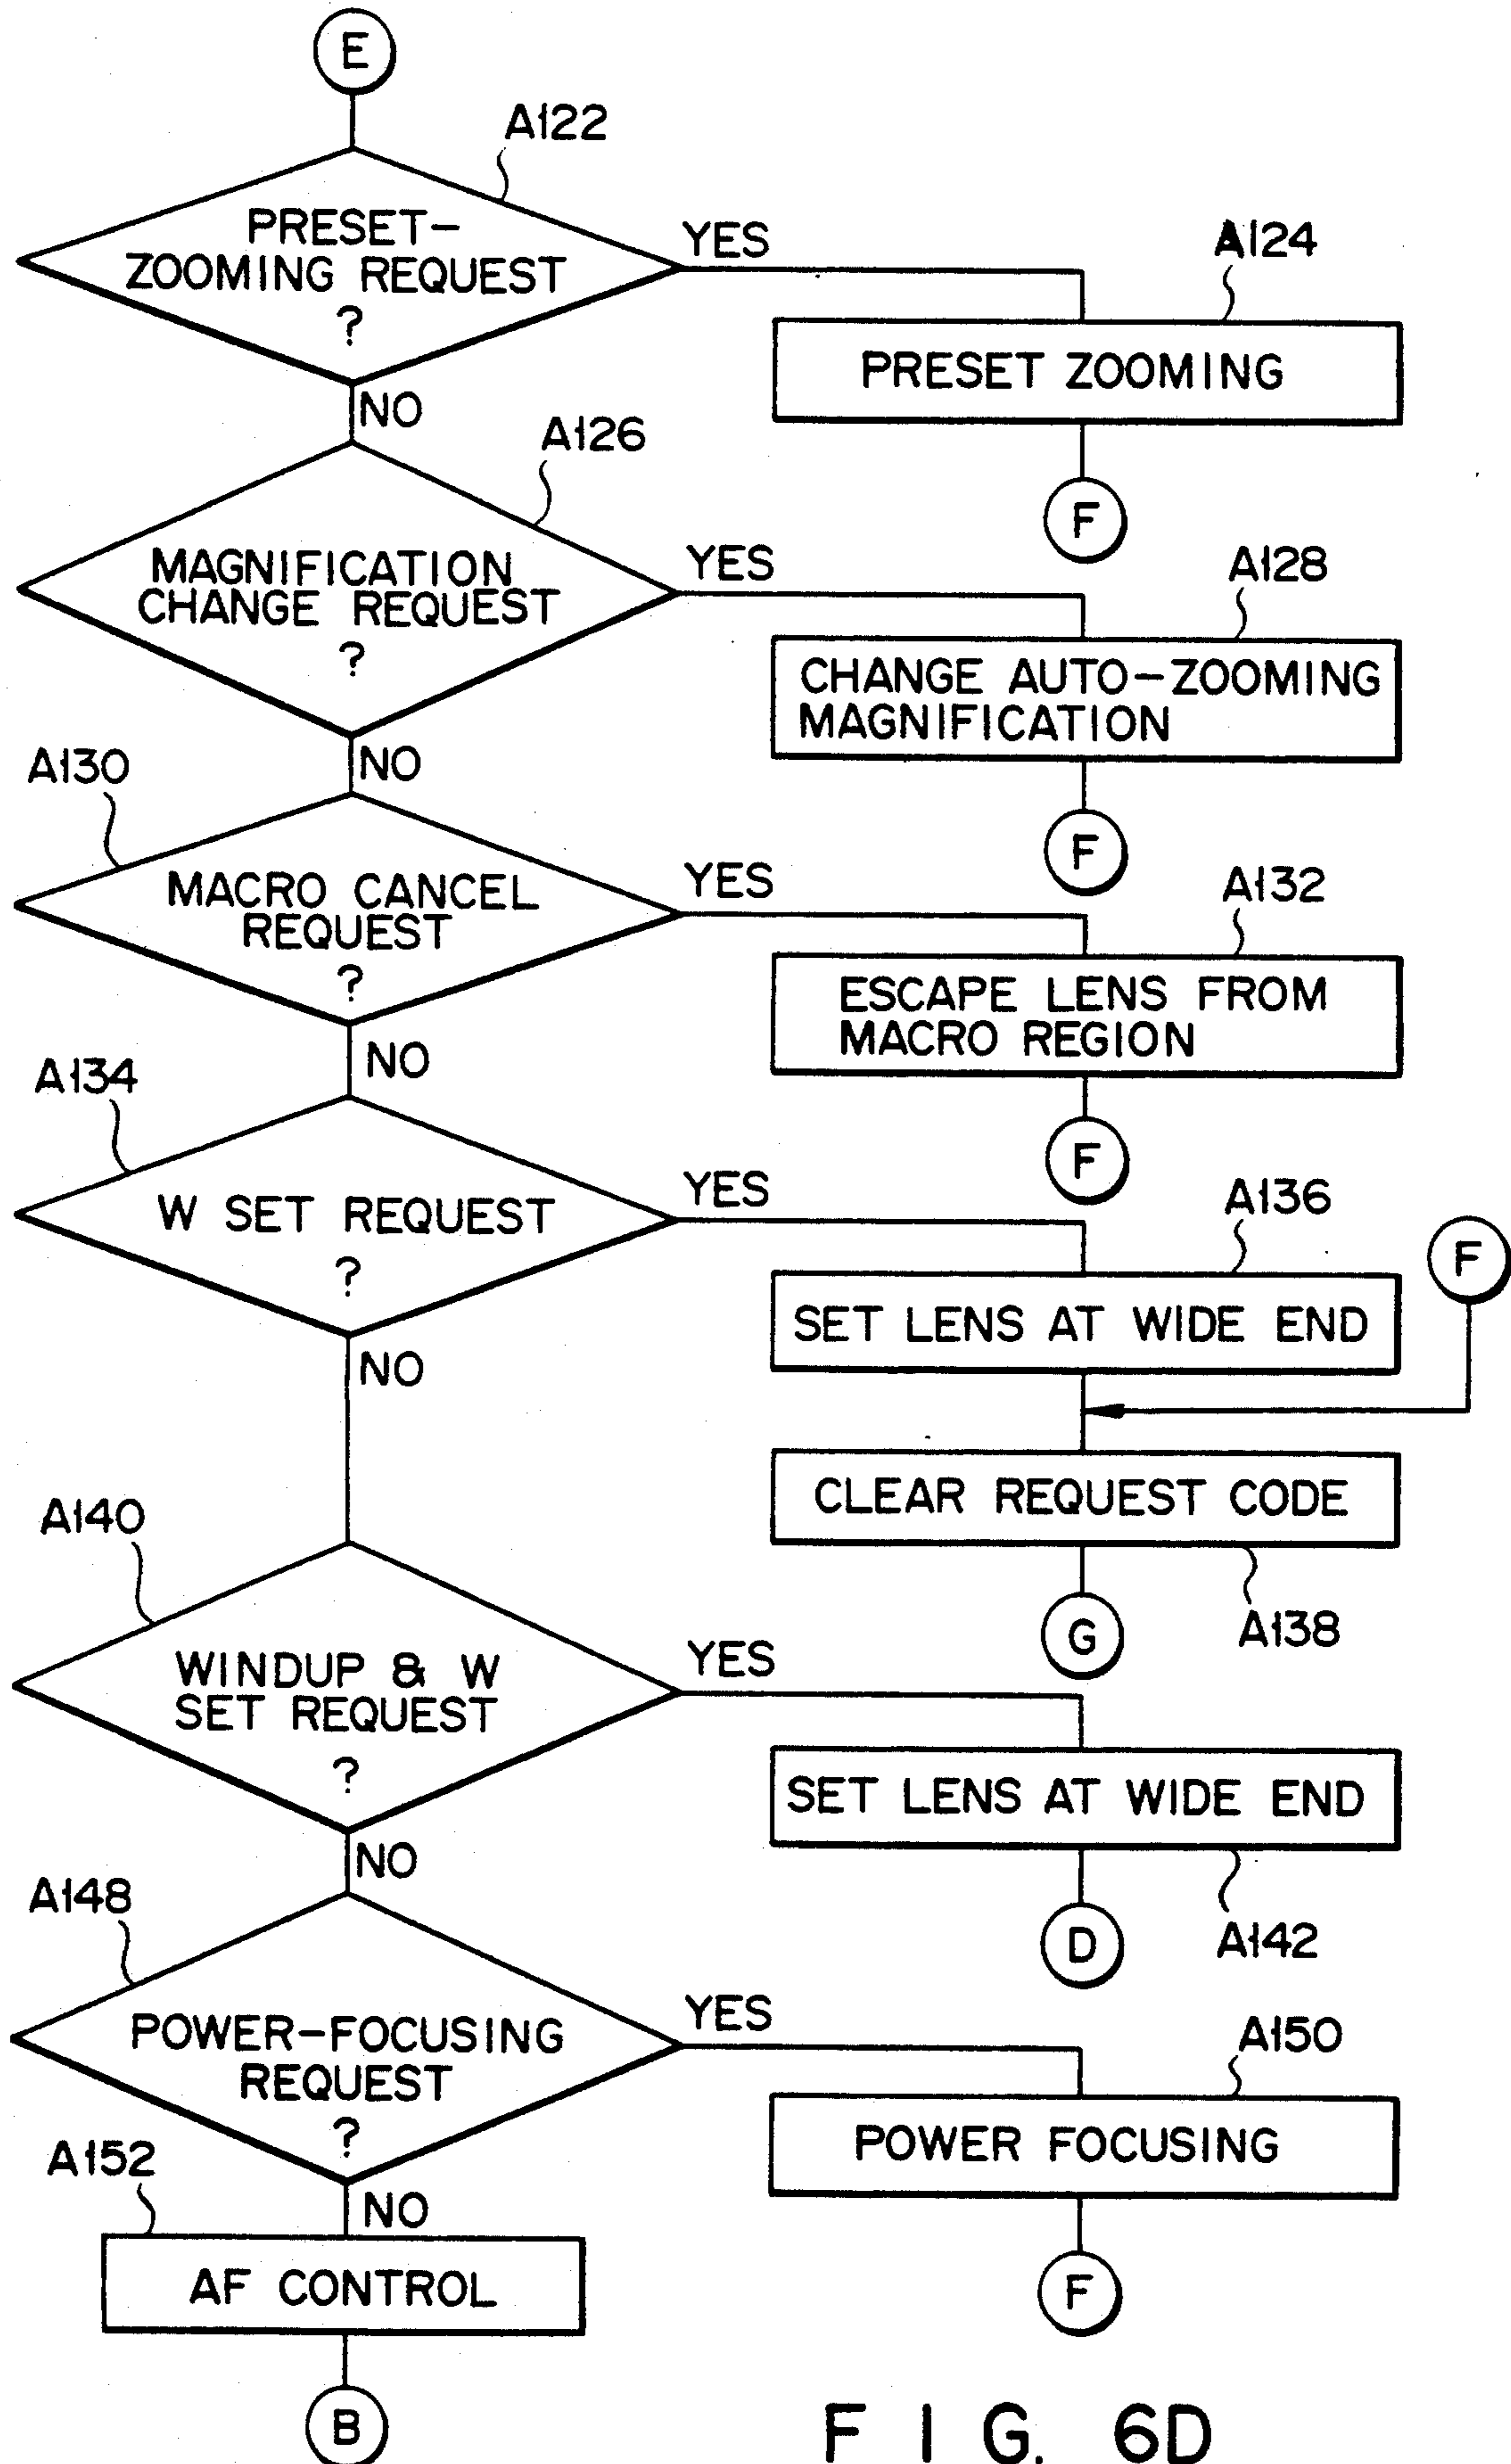 E
A122
PRESET-
ZOOMING REQUEST
?
YES
A124
PRESET ZOOMING
F
NO
A126
MAGNIFICATION
CHANGE REQUEST
?
YES
A128
CHANGE AUTO-ZOOMING
MAGNIFICATION
F
NO
A130
MACRO CANCEL
REQUEST
?
YES
A132
ESCAPE LENS FROM
MACRO REGION
F
NO
A134
W SET REQUEST
?
YES
A136
SET LENS AT WIDE END
F
CLEAR REQUEST CODE
A138
G
NO
A140
WINDUP & W
SET REQUEST
?
YES
SET LENS AT WIDE END
A142
D
NO
A148
POWER-FOCUSING
REQUEST
?
YES
A150
POWER FOCUSING
F
NO
A152
AF CONTROL
B
FIG. 6D